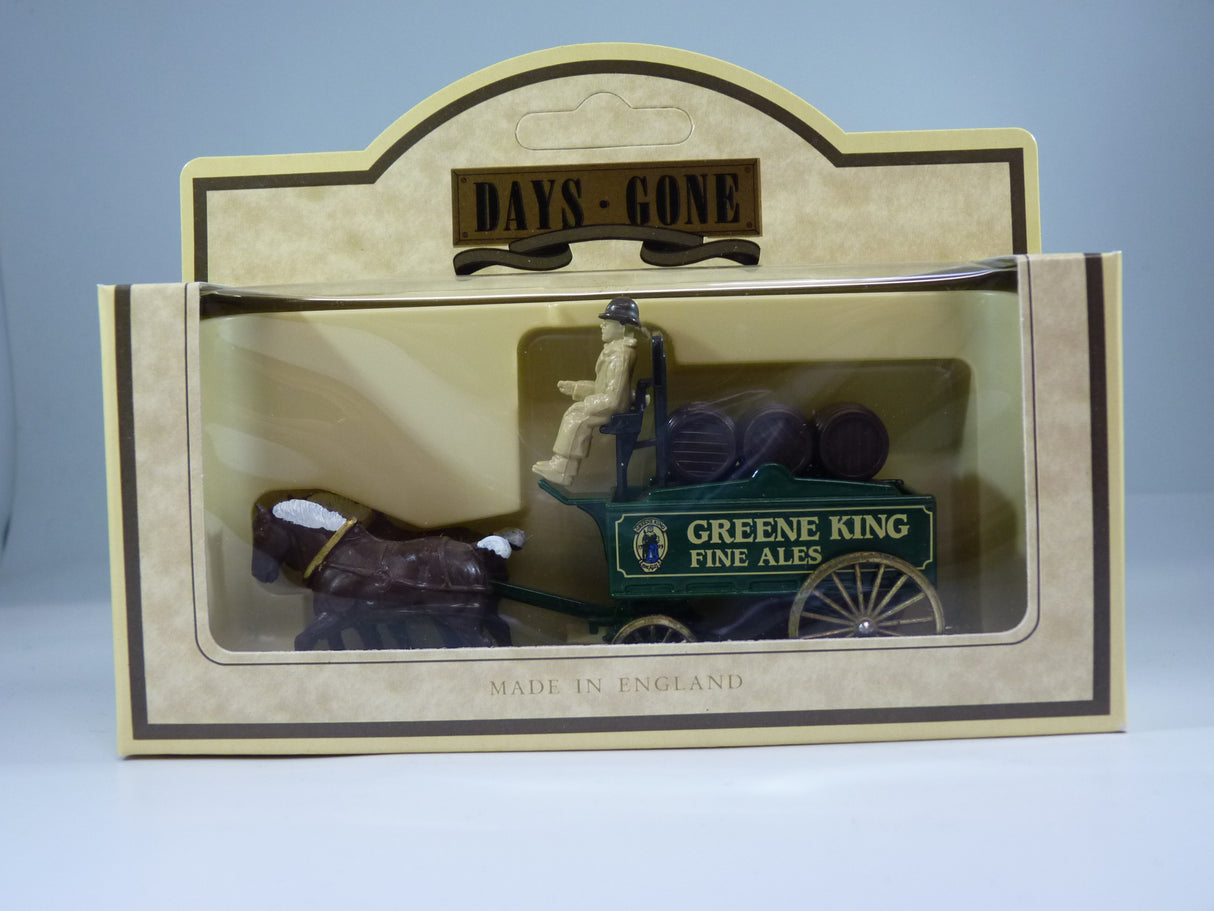 DAYS · GONE
GREENE KING
FINE ALES
MADE IN ENGLAND